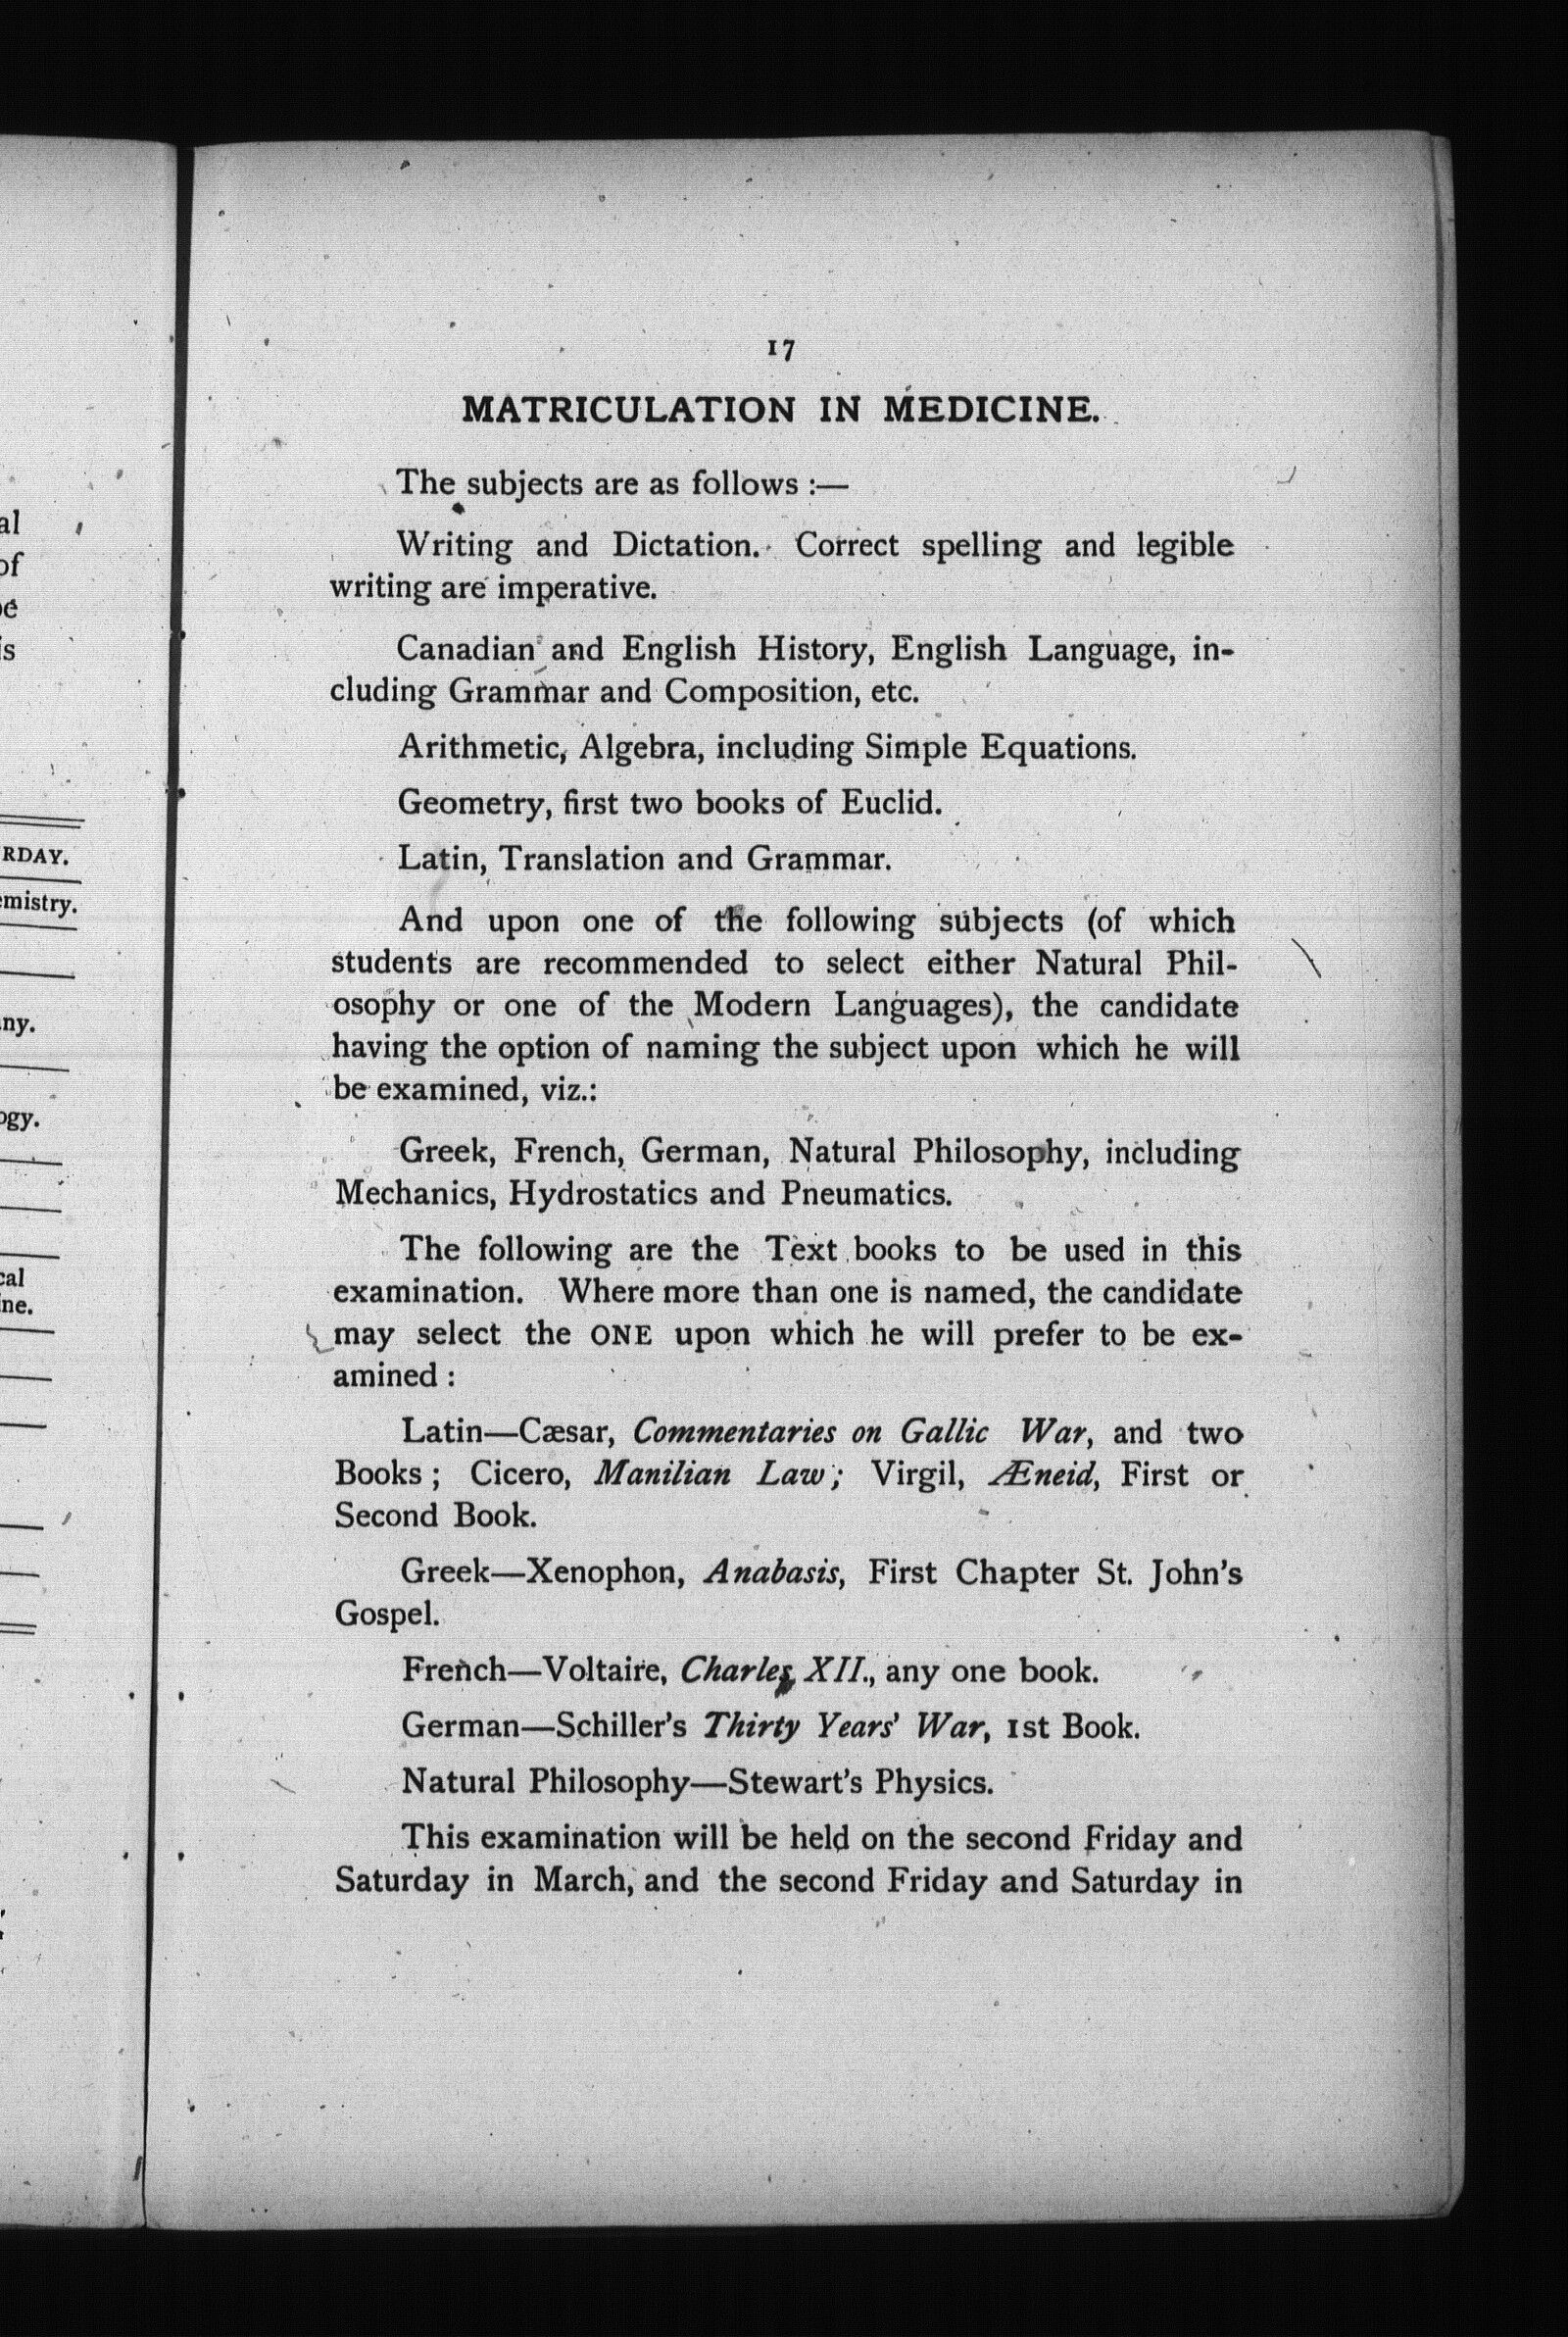 al
of
RDAY.
emistry.
ny.
ogy.
cal
ne.
17
MATRICULATION IN MEDICINE.
The subjects are as follows :—
Writing and Dictation. Correct spelling and legible
writing are imperative.
Canadian and English History, English Language, in-
cluding Grammar and Composition, etc.
Arithmetic, Algebra, including Simple Equations.
Geometry, first two books of Euclid.
Latin, Translation and Grammar.
And upon one of the following subjects (of which
students are recommended to select either Natural Phil-
osophy or one of the Modern Languages), the candidate
having the option of naming the subject upon which he will
be examined, viz.:
Greek, French, German, Natural Philosophy, including
Mechanics, Hydrostatics and Pneumatics.
The following are the Text books to be used in this
examination. Where more than one is named, the candidate
may select the ONE upon which he will prefer to be ex-
amined :
Latin—Cæsar, Commentaries on Gallic War, and two
Books ; Cicero, Manilian Law ; Virgil, Æneid, First or
Second Book.
Greek—Xenophon, Anabasis, First Chapter St. John's
Gospel.
French—Voltaire, Charles XII., any one book.
German—Schiller's Thirty Years' War, 1st Book.
Natural Philosophy—Stewart's Physics.
This examination will be held on the second Friday and
Saturday in March, and the second Friday and Saturday in